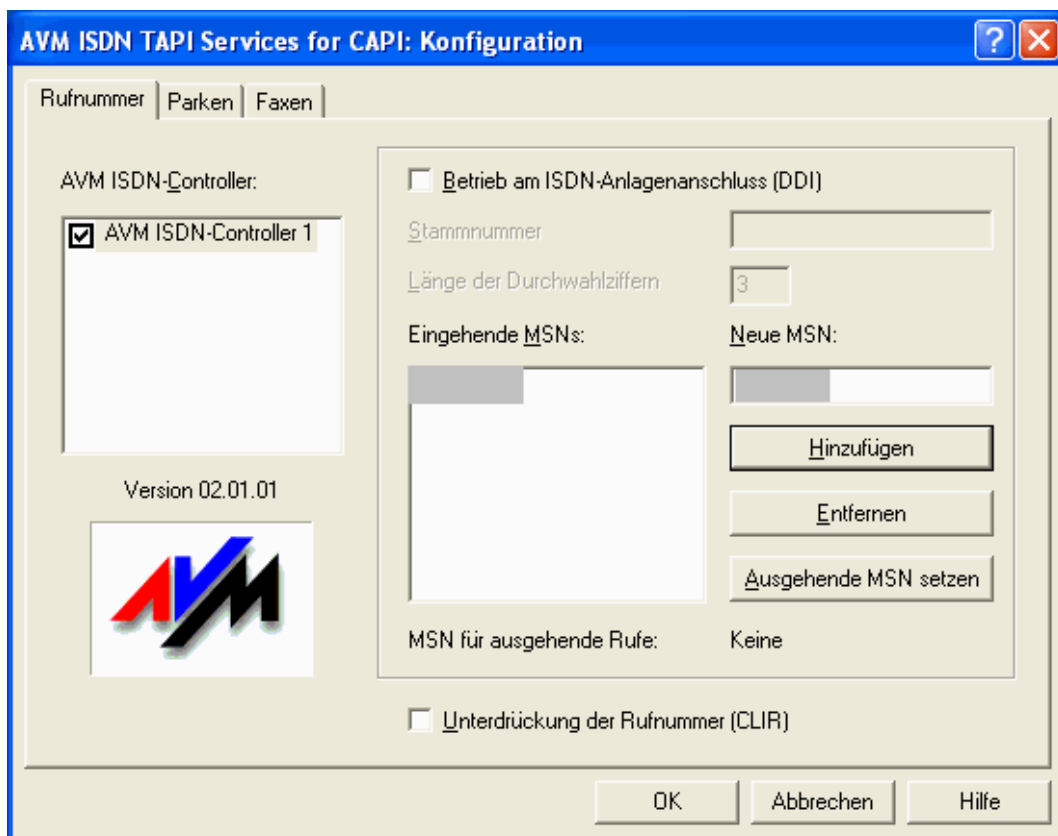 AVM ISDN TAPI Services for CAPI: Konfiguration
Rufnummer
Parken
Faxen
AVM ISDN-Controller:
AVM ISDN-Controller 1
Version 02.01.01
AVM
Betrieb am ISDN-Anlagenanschluss (DDI)
Stammnummer
Länge der Durchwahlziffern
3
Eingehende MSNs:
Neue MSN:
Hinzufügen
Entfernen
Ausgehende MSN setzen
MSN für ausgehende Rufe:
Keine
Unterdrückung der Rufnummer (CLIR)
OK
Abbrechen
Hilfe